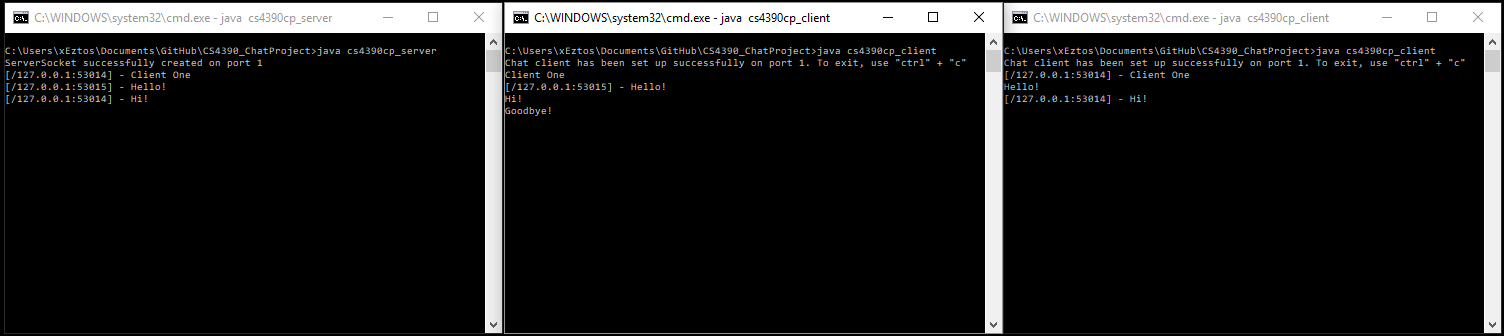 C:\WINDOWS\system32\cmd.exe - java  cs4390cp_server
C:\Users\xEztos\Documents\GitHub\CS4390_ChatProject>java cs4390cp_server
ServerSocket successfully created on port 1
[/127.0.0.1:53014] - Client One
[/127.0.0.1:53015] - Hello!
[/127.0.0.1:53014] - Hi!
C:\WINDOWS\system32\cmd.exe - java  cs4390cp_client
C:\Users\xEztos\Documents\GitHub\CS4390_ChatProject>java cs4390cp_client
Chat client has been set up successfully on port 1. To exit, use "ctrl" + "c"
Client One
[/127.0.0.1:53015] - Hello!
Hi!
Goodbye!
C:\WINDOWS\system32\cmd.exe - java  cs4390cp_client
C:\Users\xEztos\Documents\GitHub\CS4390_ChatProject>java cs4390cp_client
Chat client has been set up successfully on port 1. To exit, use "ctrl" + "c"
[/127.0.0.1:53014] - Client One
Hello!
[/127.0.0.1:53014] - Hi!